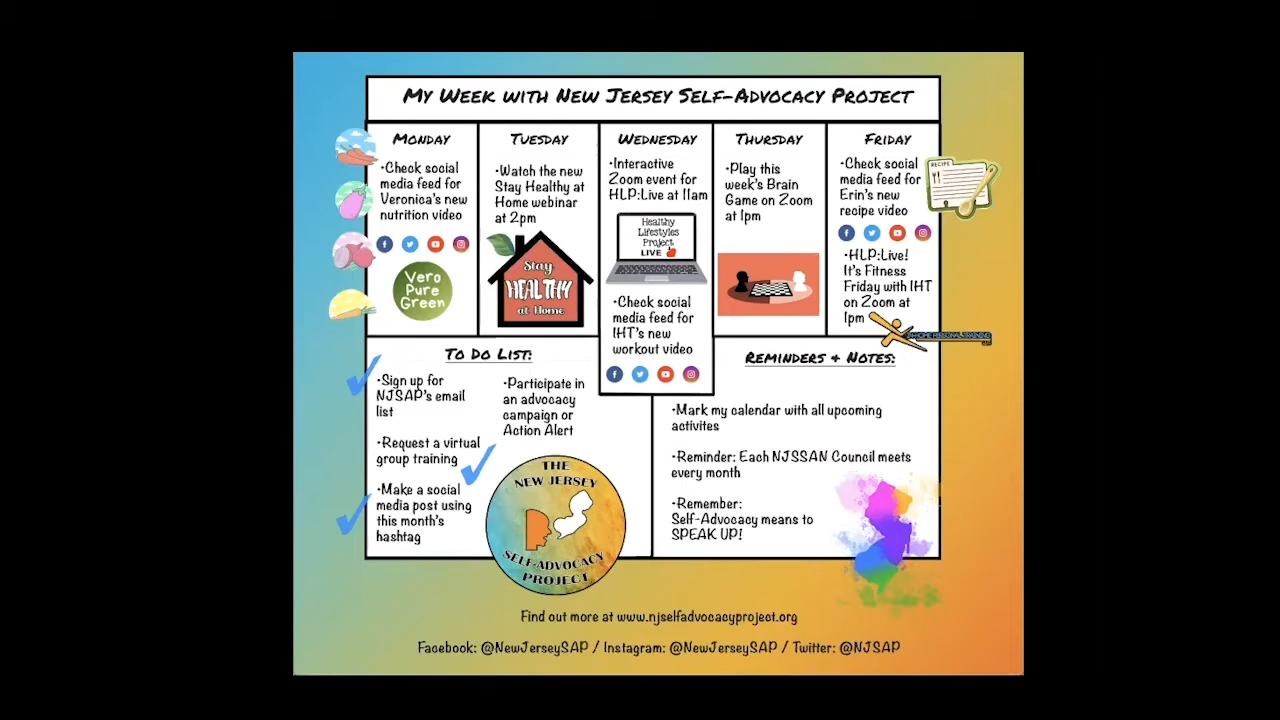 My Week with New Jersey Self-Advocacy Project
Monday
•Check social
media feed for
Veronica's new
nutrition video
Vero
Pure
Green
Tuesday
•Watch the new
Stay Healthy at
Home webinar
at 2pm
Stay
HEALTHY
at Home
Wednesday
•Interactive
Zoom event for
HLP:Live at 11am
Healthy
Lifestyles
Project
LIVE
•Check social
media feed for
IHT's new
workout video
Thursday
•Play this
week's Brain
Game on Zoom
at 1pm
Friday
•Check social
media feed for
Erin's new
recipe video
RECIPE
•HLP:Live!
It's Fitness
Friday with IHT
on Zoom at
1pm
HOME PERSONAL TRAINING
To Do List:
•Sign up for
NJSAP's email
list
•Request a virtual
group training
•Make a social
media post using
this month's
hashtag
•Participate in
an advocacy
campaign or
Action Alert
THE
NEW JERSEY
SELF-ADVOCACY
PROJECT
Reminders & Notes:
•Mark my calendar with all upcoming
activites
•Reminder: Each NJSSAN Council meets
every month
•Remember:
Self-Advocacy means to
SPEAK UP!
Find out more at www.njselfadvocacyproject.org
Facebook: @NewJerseySAP / Instagram: @NewJerseySAP / Twitter: @NJSAP